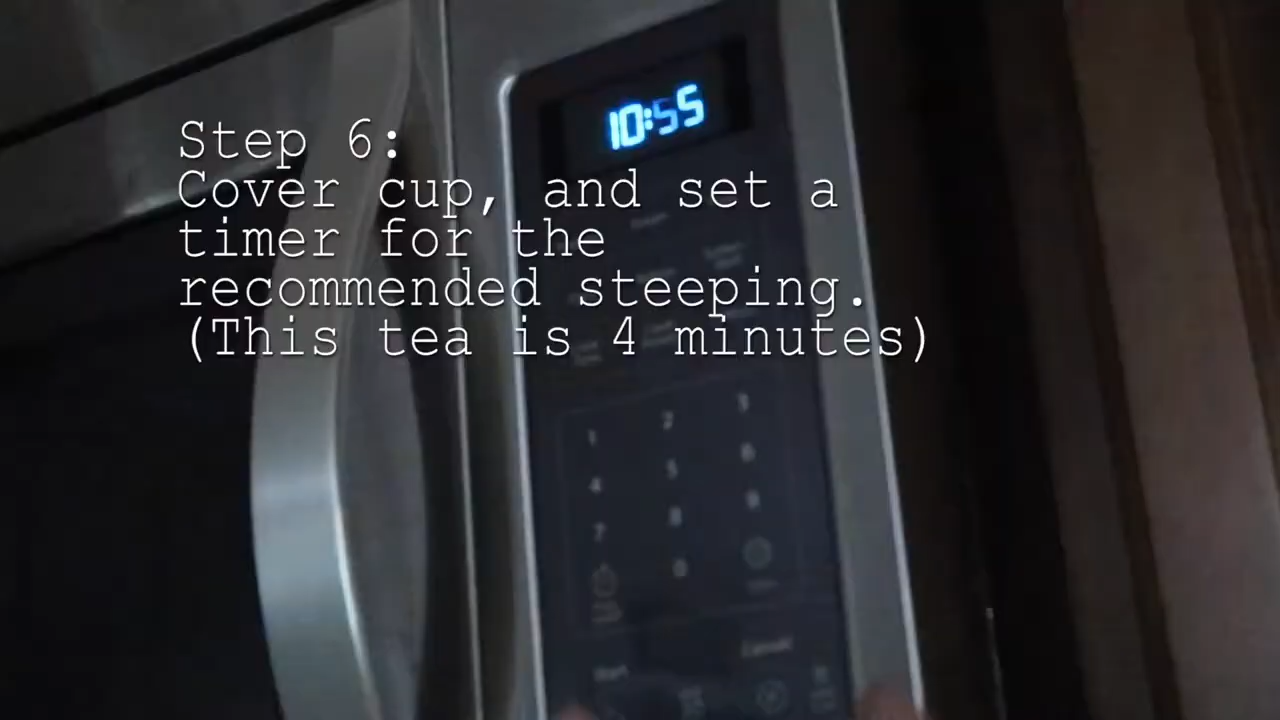 10:55
Step 6:
Cover cup, and set a
timer for the
recommended steeping.
(This tea is 4 minutes)
1 2 3
4 5 6
7 8 9
0
Start Cancel